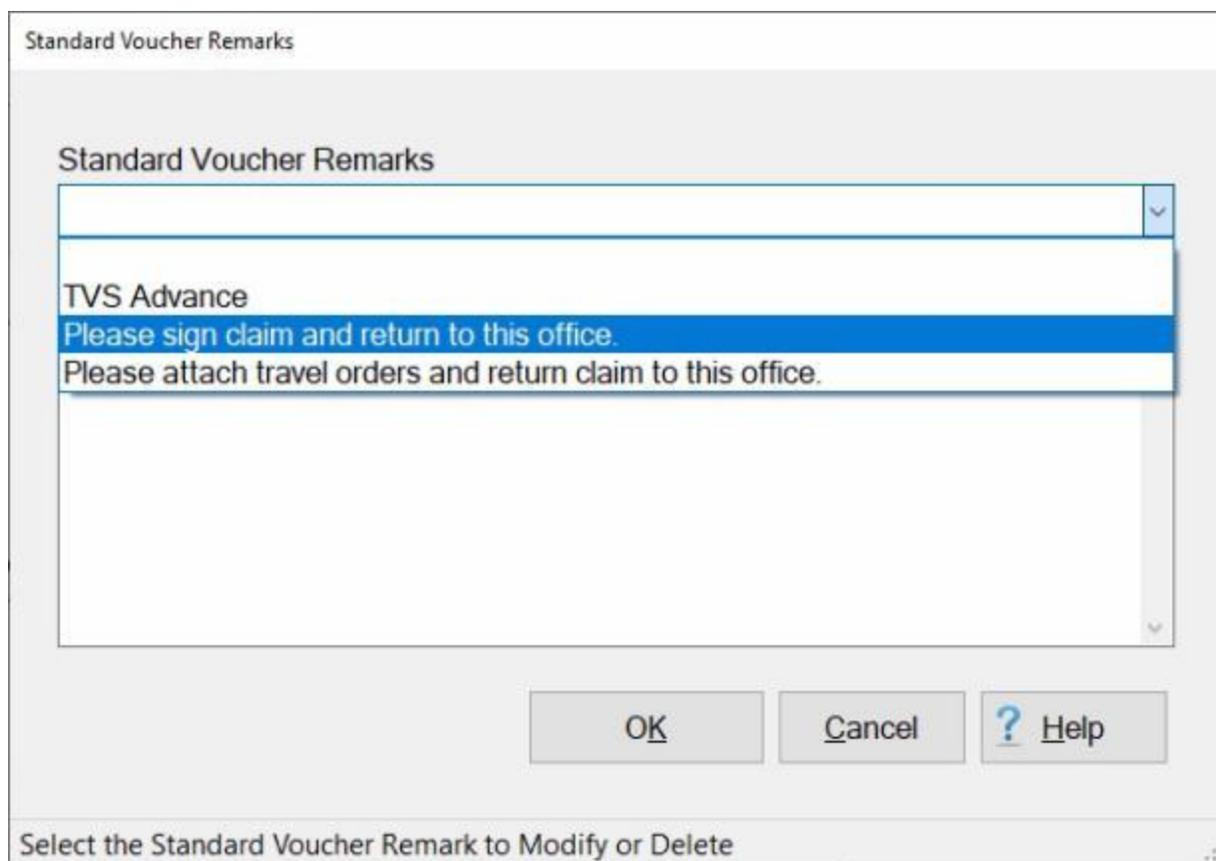 Standard Voucher Remarks
Standard Voucher Remarks
TVS Advance
Please sign claim and return to this office.
Please attach travel orders and return claim to this office.
OK
Cancel
? Help
Select the Standard Voucher Remark to Modify or Delete